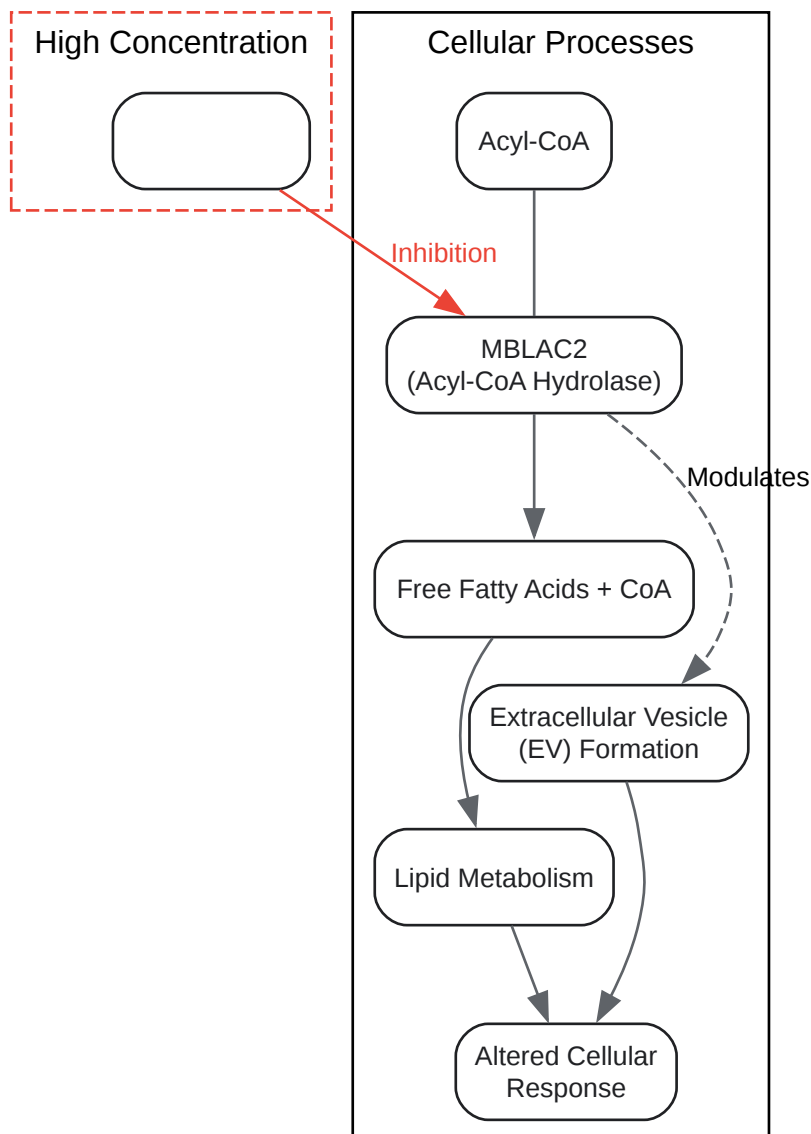 High Concentration
Cellular Processes
Acyl-CoA
Inhibition
MBLAC2
(Acyl-CoA Hydrolase)
Modulates
Free Fatty Acids + CoA
Extracellular Vesicle
(EV) Formation
Lipid Metabolism
Altered Cellular
Response